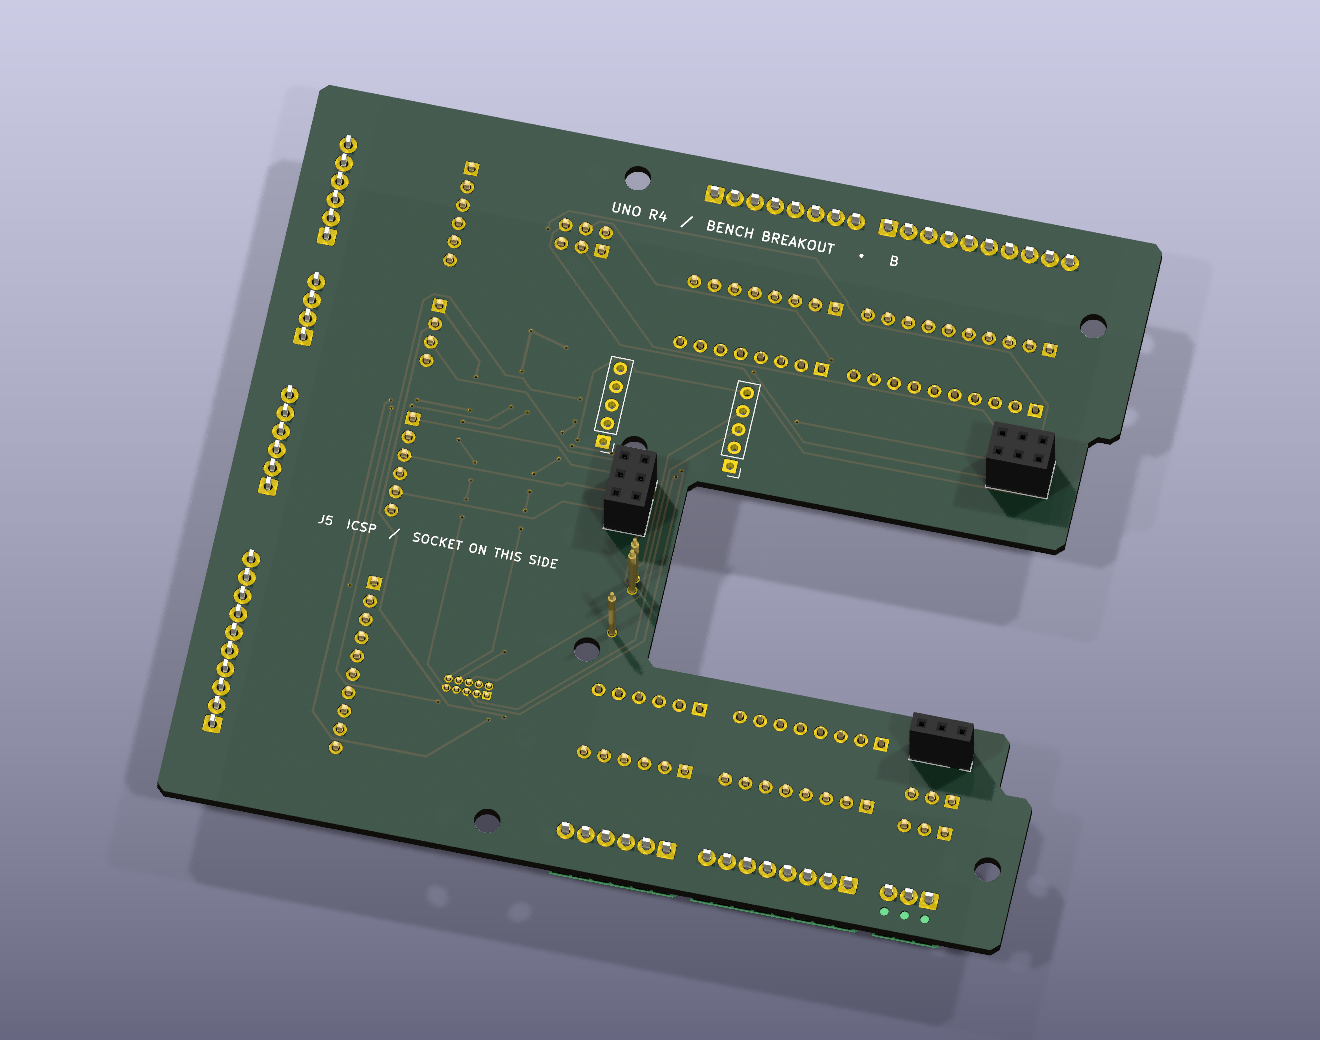 UNO R4 / BENCH BREAKOUT • B
J5 ICSP / SOCKET ON THIS SIDE